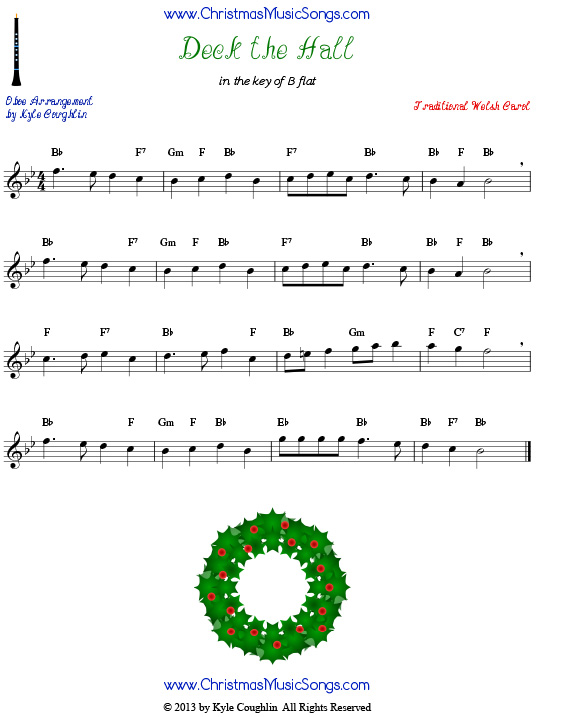 www.ChristmasMusicSongs.com
Deck the Hall
in the key of B flat
Oboe Arrangement
by Kyle Coughlin
Traditional Welsh Carol
B♭ F7 Gm F B♭ F7 B♭ B♭ F B♭
4
4
B♭ F7 Gm F B♭ F7 B♭ B♭ F B♭
F F7 B♭ F B♭ Gm F C7 F
B♭ F Gm F B♭ E♭ B♭ B♭ F7 B♭
www.ChristmasMusicSongs.com
© 2013 by Kyle Coughlin All Rights Reserved